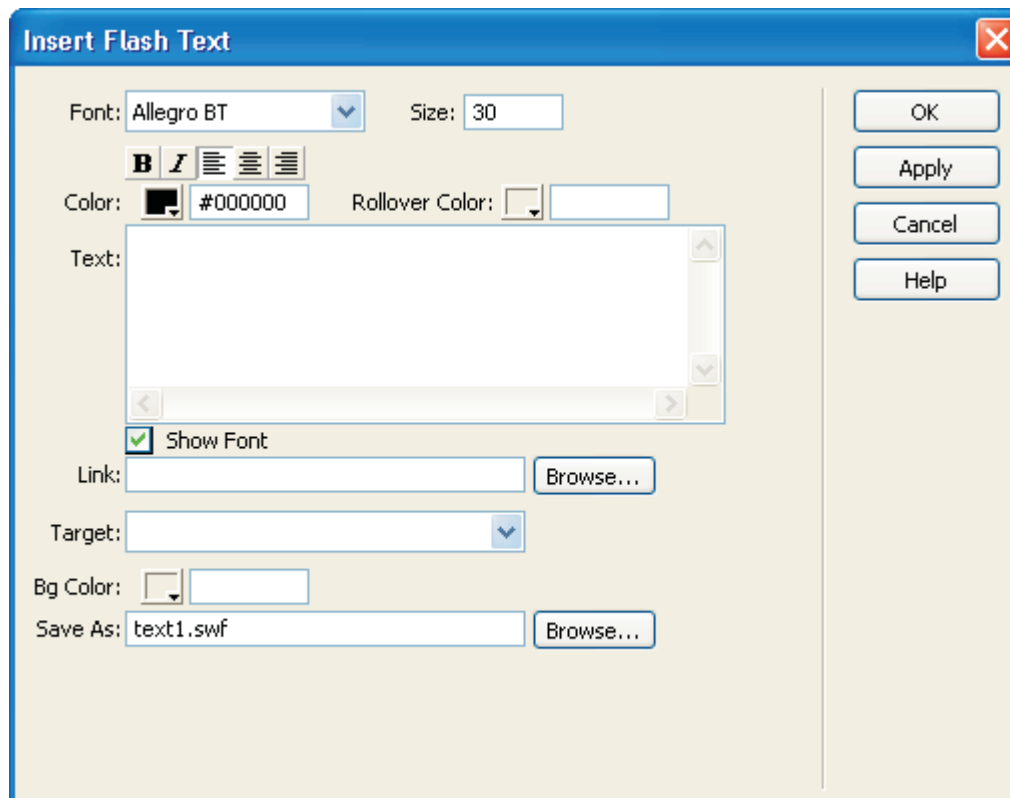 Insert Flash Text
Font: Allegro BT Size: 30 OK
B I Apply
Color: #000000 Rollover Color:
Cancel
Text:
Help
Show Font
Link: Browse...
Target:
Bg Color:
Save As: text1.swf Browse...